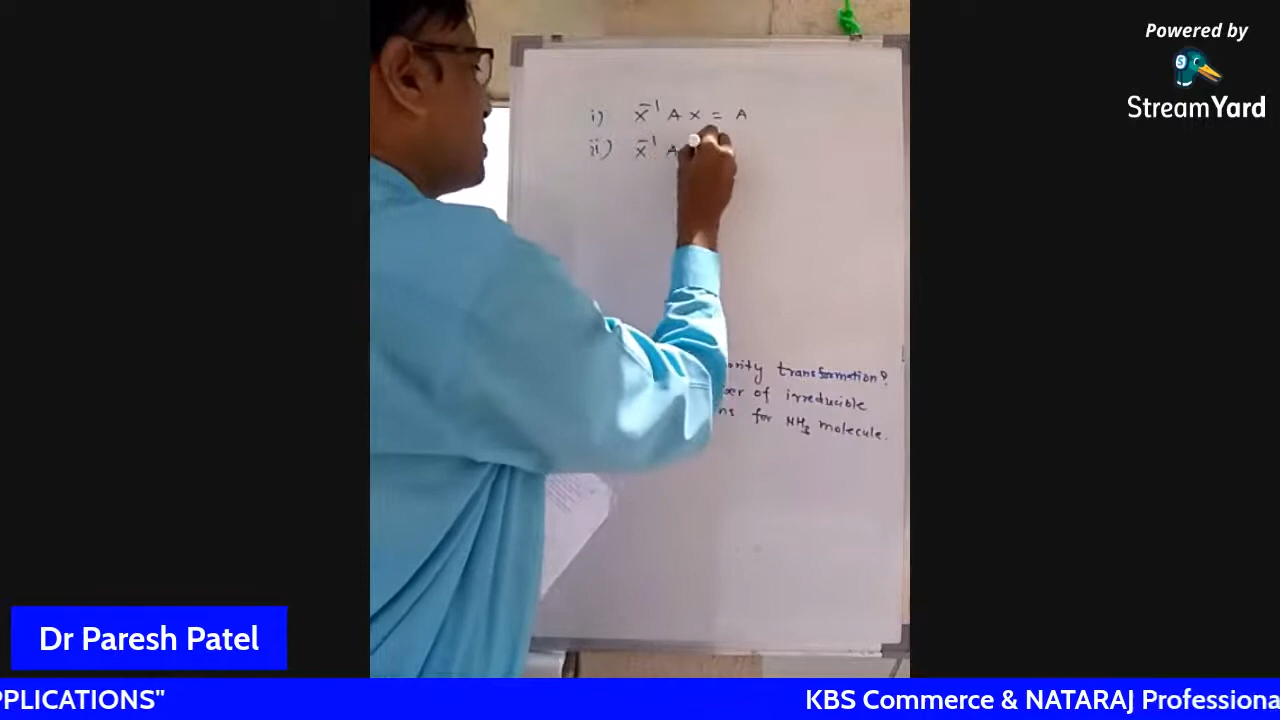 Powered by
StreamYard
i) X⁻¹ A X = A
ii) X⁻¹ A
transformation?
of irreducible
for NH₃ molecule.
Dr Paresh Patel
PPLICATIONS" KBS Commerce & NATARAJ Professiona